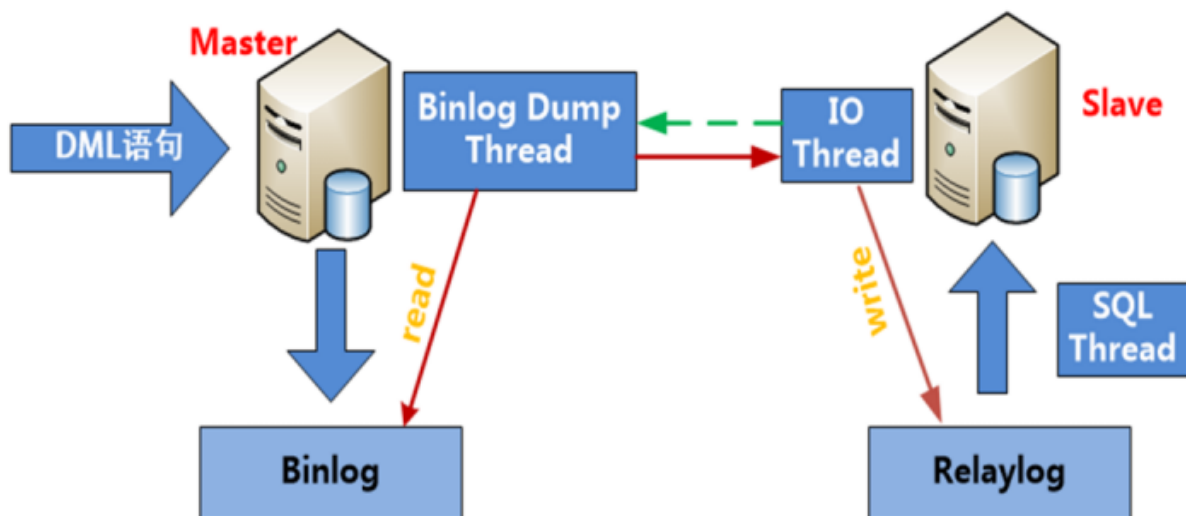 Master
DML语句
Binlog Dump
Thread
IO
Thread
Slave
read
write
SQL
Thread
Binlog
Relaylog